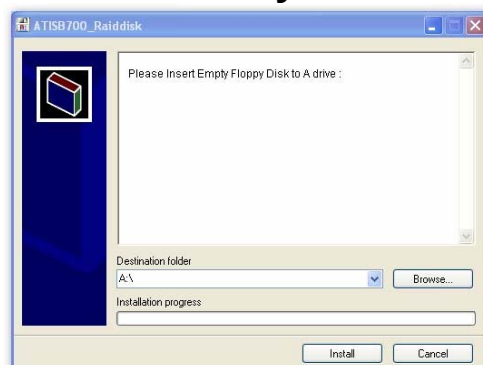 ATISB700_Raiddisk
Please Insert Empty Floppy Disk to A drive :
Destination folder
A:\
Browse...
Installation progress
Install
Cancel